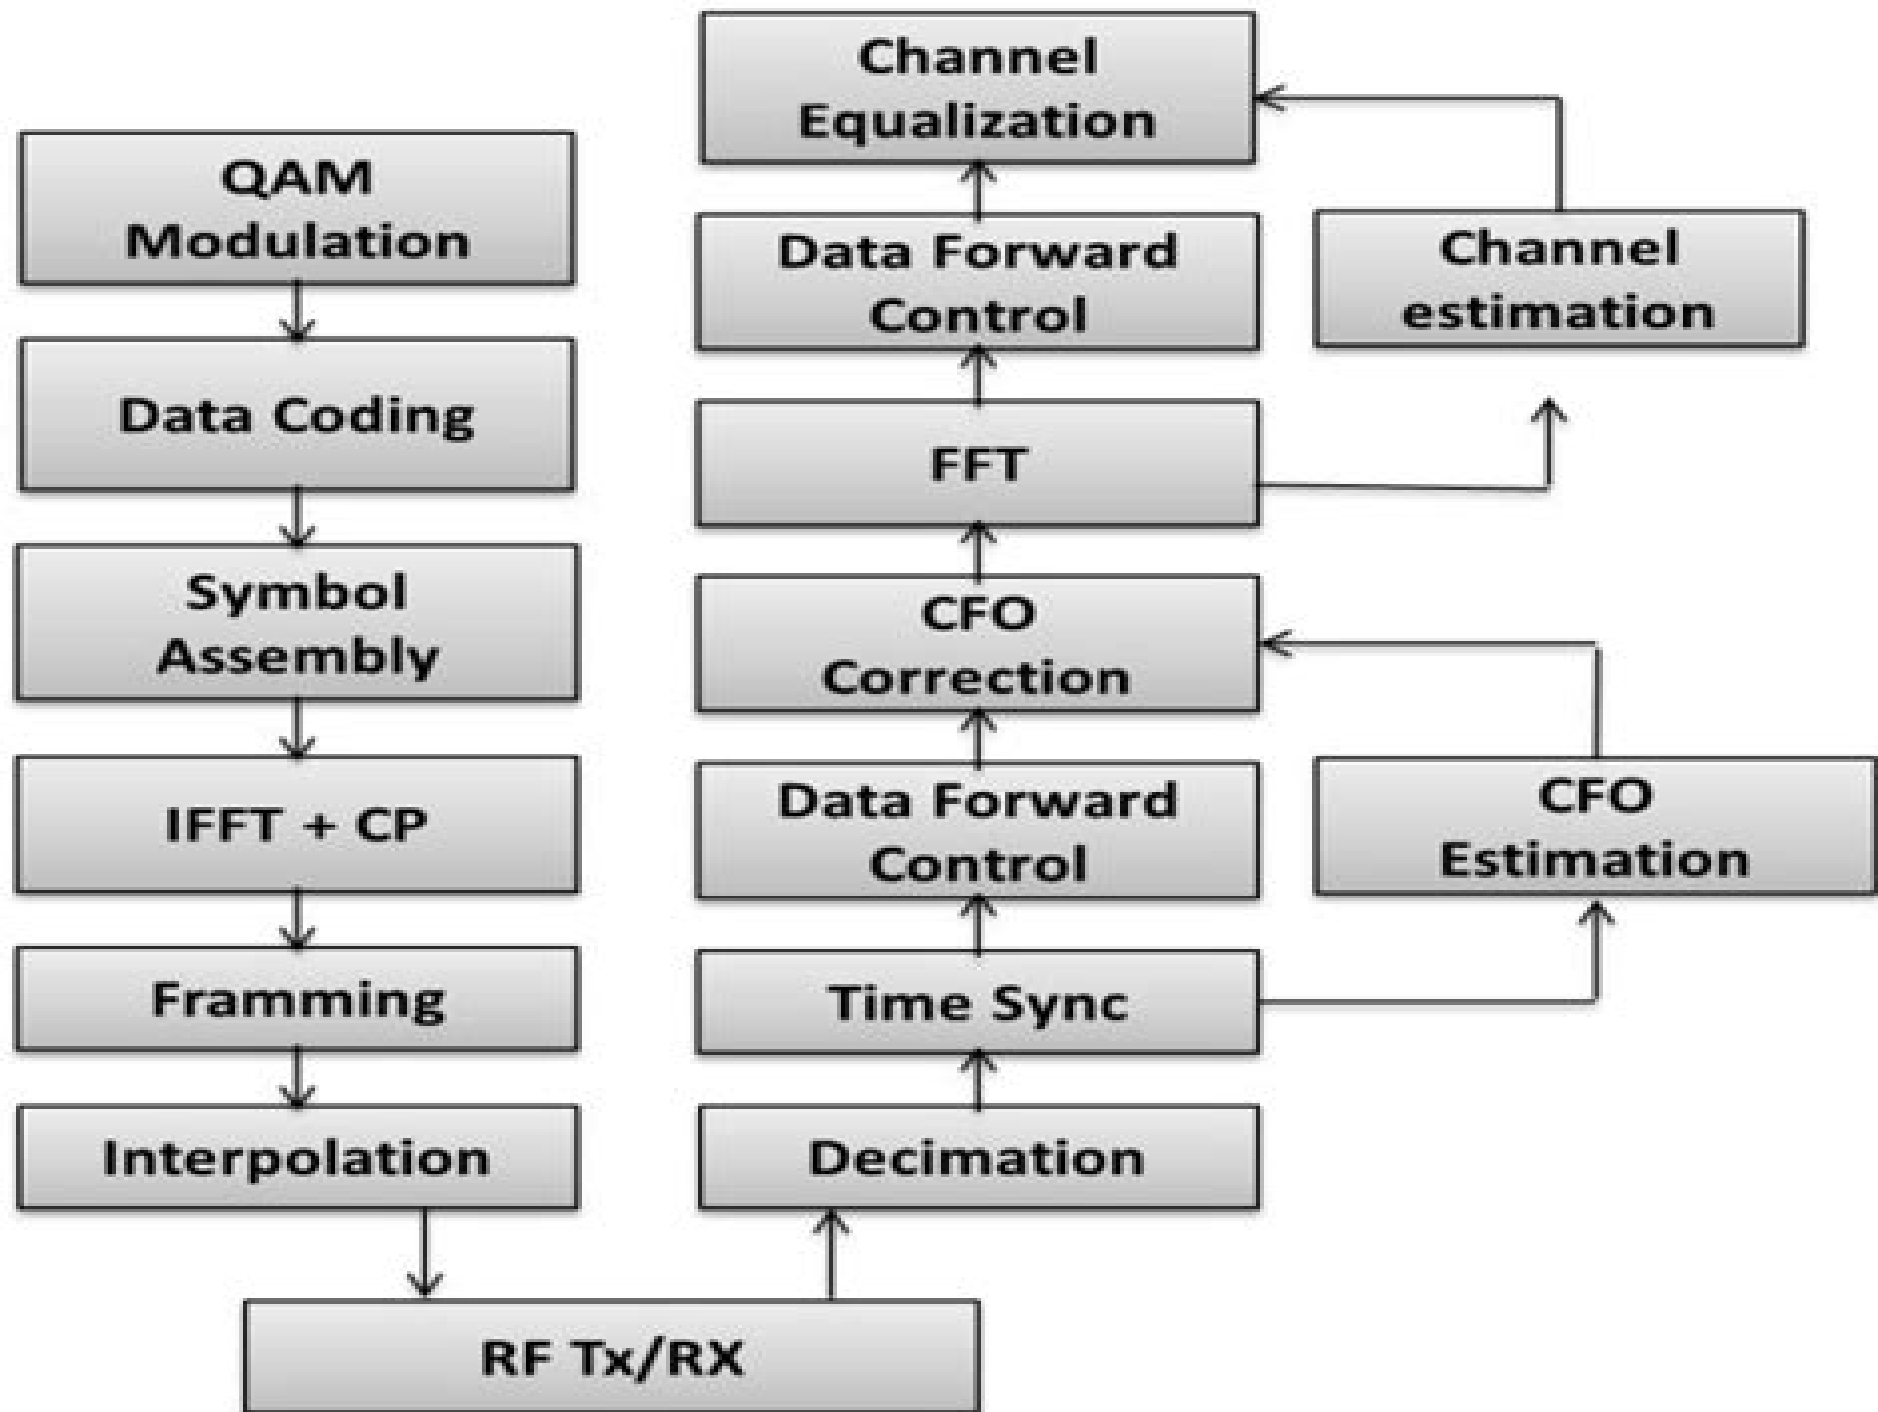 QAM
Modulation
Data Coding
Symbol
Assembly
IFFT + CP
Framming
Interpolation
RF Tx/RX
Decimation
Time Sync
Data Forward
Control
CFO
Correction
FFT
Data Forward
Control
Channel
Equalization
CFO
Estimation
Channel
estimation